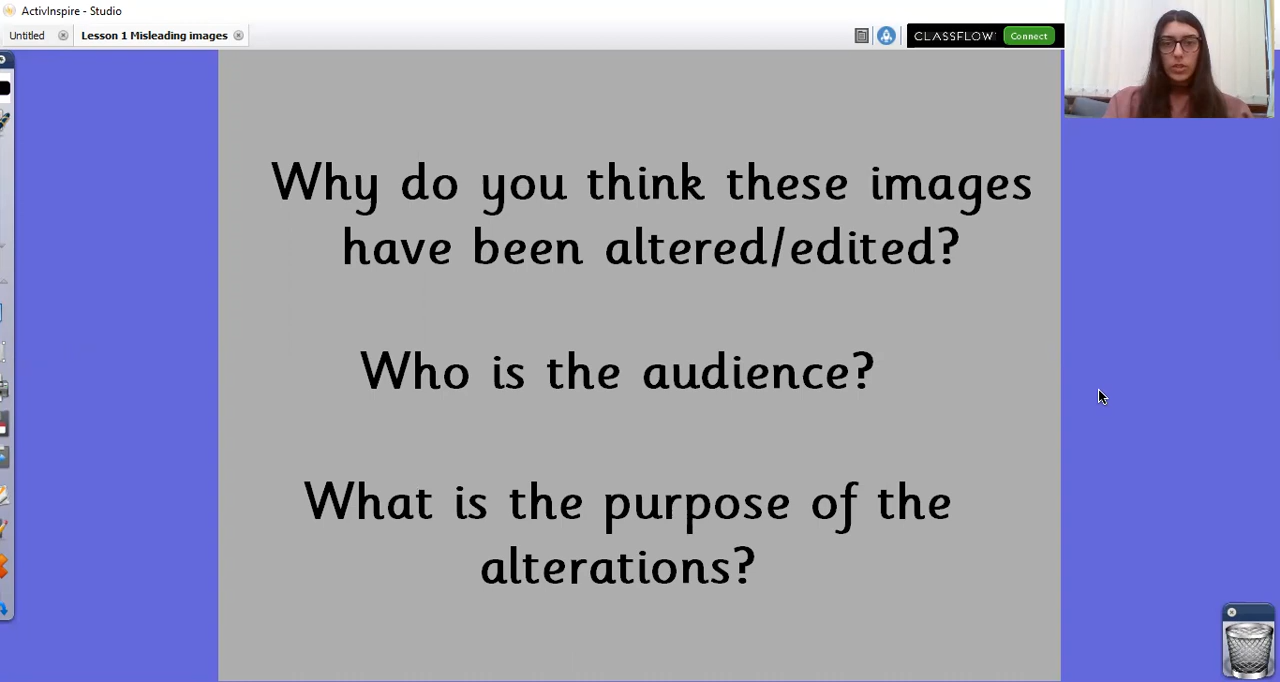 ActivInspire - Studio
Untitled
Lesson 1 Misleading images
CLASSFLOW
Connect
Why do you think these images
have been altered/edited?
Who is the audience?
What is the purpose of the
alterations?